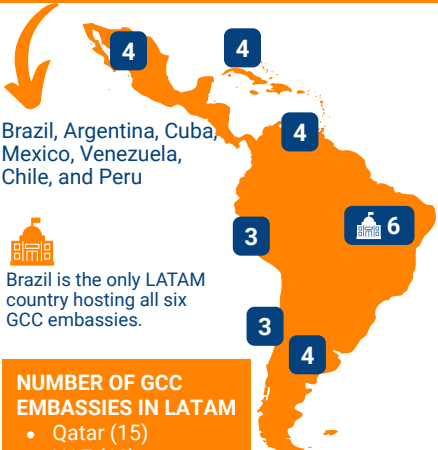 4
4
Brazil, Argentina, Cuba,
Mexico, Venezuela,
Chile, and Peru
4
3
6
Brazil is the only LATAM
country hosting all six
GCC embassies.
3
4
NUMBER OF GCC
EMBASSIES IN LATAM
• Qatar (15)